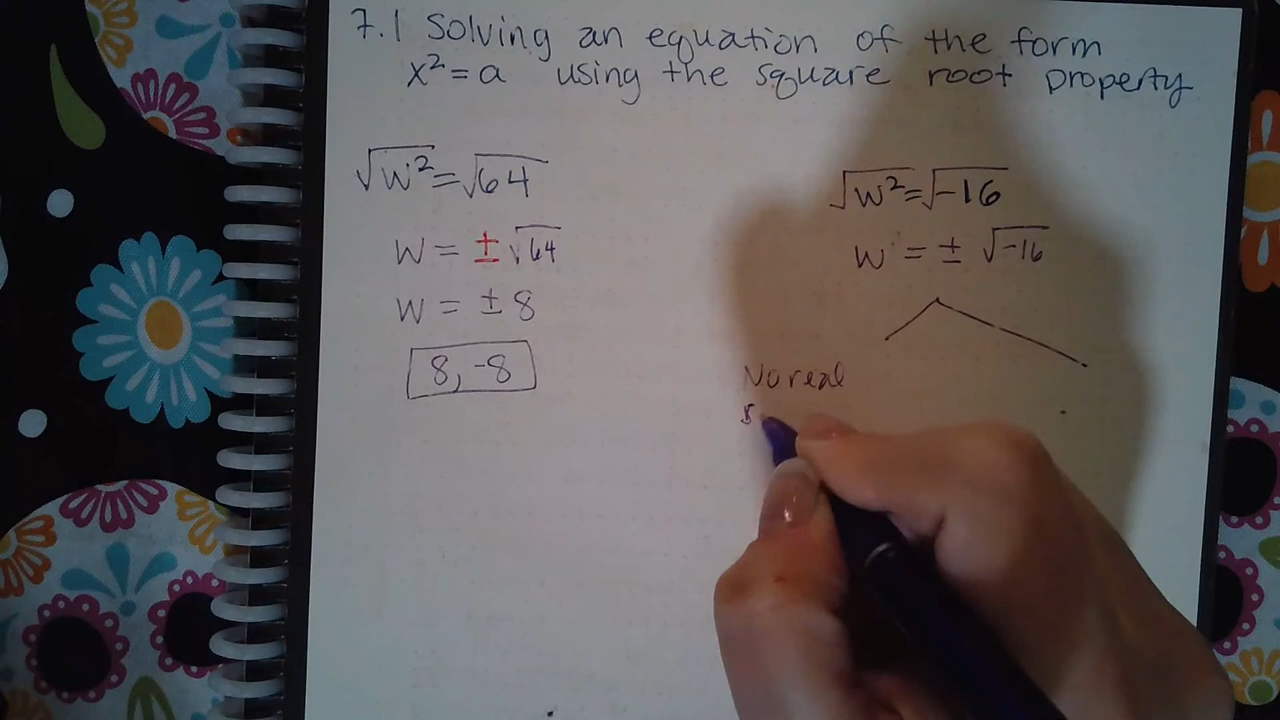 7.1 Solving an equation of the form
x² = a using the square root property
√w² = √64
w = ± √64
w = ± 8
8, -8
√w² = √-16
w = ± √-16
No real